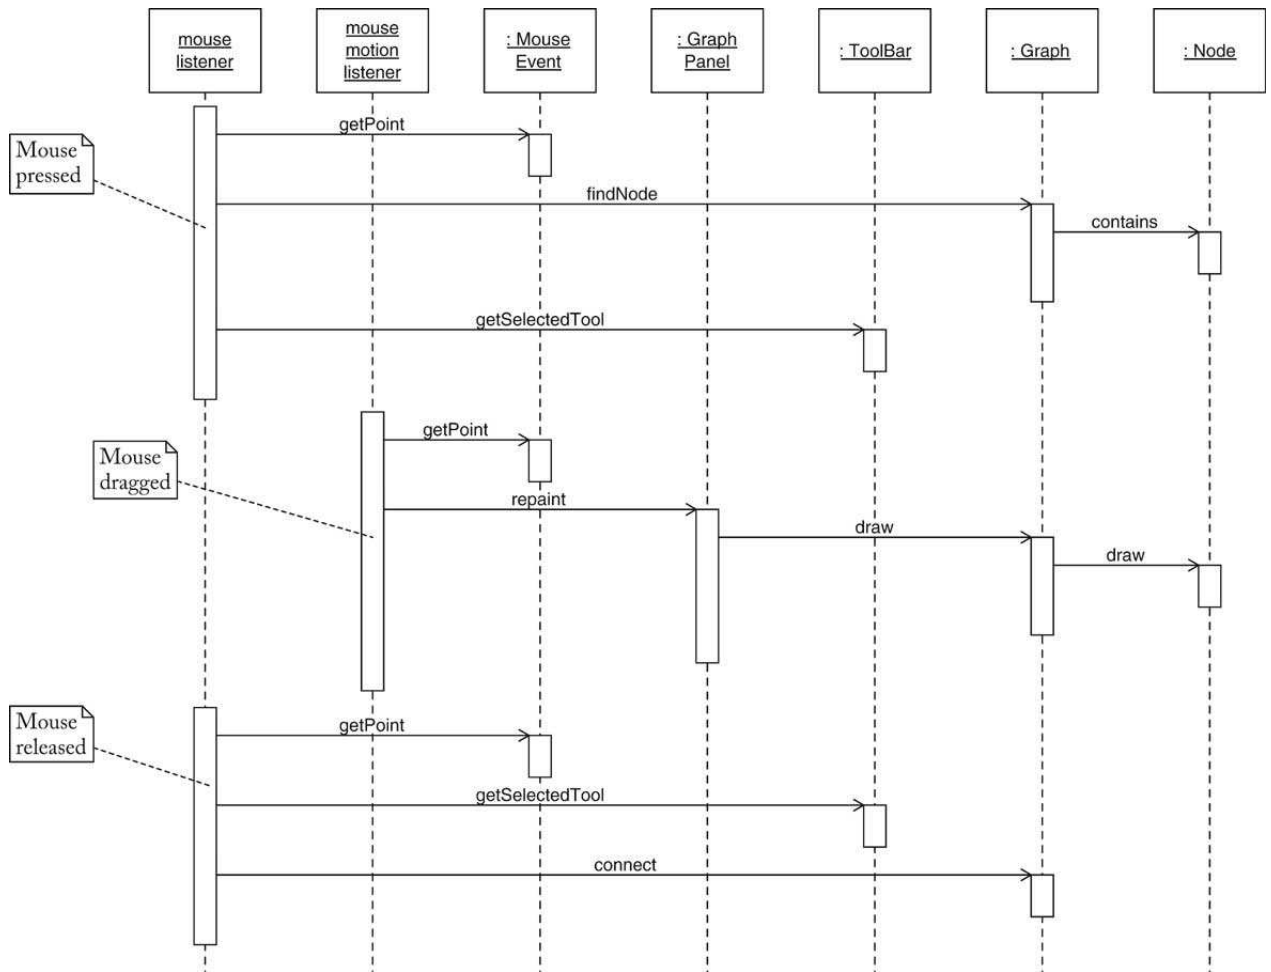 mouse
listener
mouse
motion
listener
: Mouse
Event
: Graph
Panel
: ToolBar
: Graph
: Node
getPoint
Mouse
pressed
findNode
contains
getSelectedTool
getPoint
Mouse
dragged
repaint
draw
draw
Mouse
released
getPoint
getSelectedTool
connect